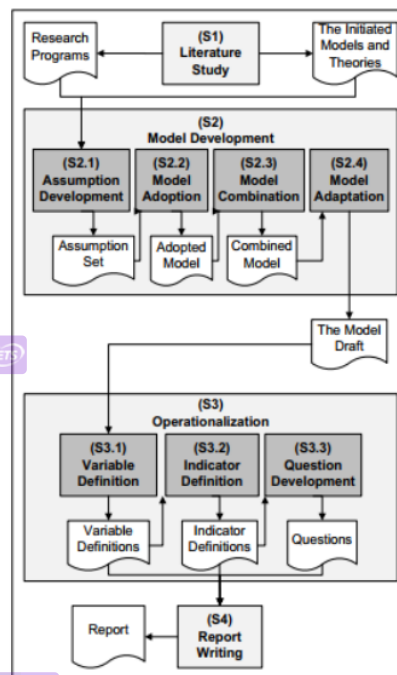 Research
Programs
(S1)
Literature
Study
The Initiated
Models and
Theories
(S2)
Model Development
(S2.1)
Assumption
Development
(S2.2)
Model
Adoption
(S2.3)
Model
Combination
(S2.4)
Model
Adaptation
Assumption
Set
Adopted
Model
Combined
Model
The Model
Draft
ETS
(S3)
Operationalization
(S3.1)
Variable
Definition
(S3.2)
Indicator
Definition
(S3.3)
Question
Development
Variable
Definitions
Indicator
Definitions
Questions
Report
(S4)
Report
Writing